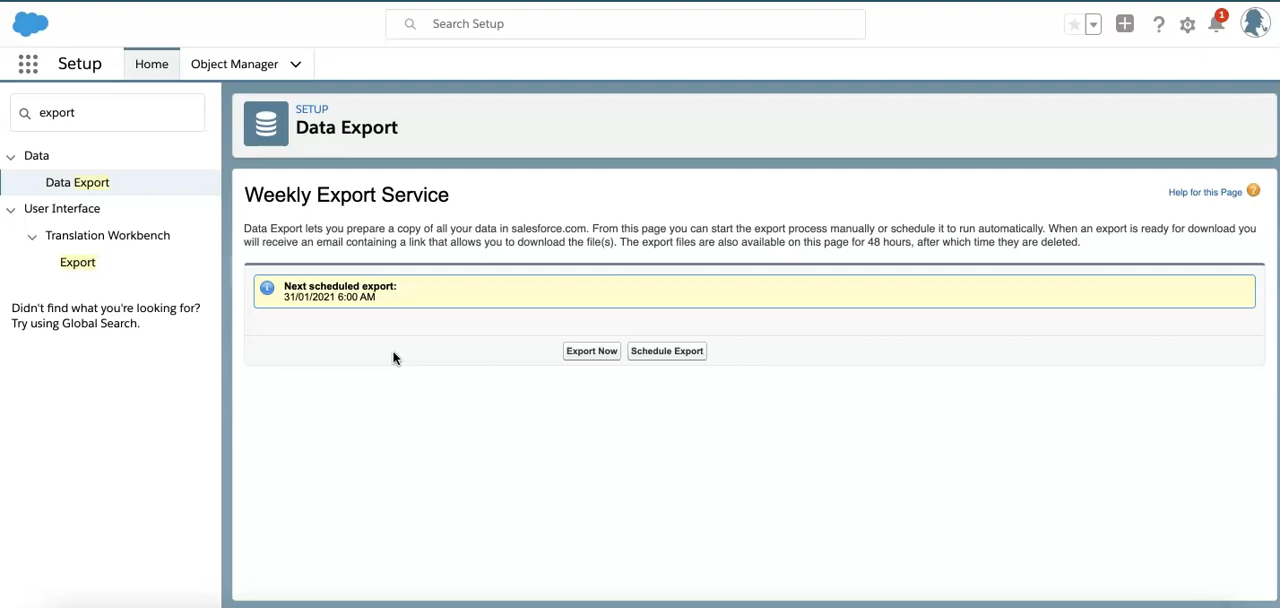 Search Setup
1
Setup
Home
Object Manager
export
Data
Data Export
User Interface
Translation Workbench
Export
Didn't find what you're looking for?
Try using Global Search.
SETUP
Data Export
Weekly Export Service
Help for this Page ?
Data Export lets you prepare a copy of all your data in salesforce.com. From this page you can start the export process manually or schedule it to run automatically. When an export is ready for download you
will receive an email containing a link that allows you to download the file(s). The export files are also available on this page for 48 hours, after which time they are deleted.
Next scheduled export:
31/01/2021 6:00 AM
Export Now
Schedule Export